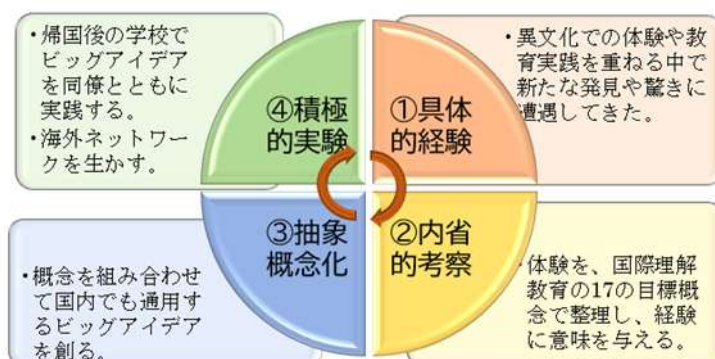 ・帰国後の学校で
ビッグアイデア
を同僚とともに
実践する。
・海外ネットワー
クを生かす。
④積極
的実験
①具体
的経験
・異文化での体験や教
育実践を重ねる中で
新たな発見や驚きに
遭遇してきた。
③抽象
概念化
②内省
的考察
・概念を組み合わせ
て国内でも通用す
るビッグアイデア
を創る。
・体験を、国際理解
教育の17の目標概
念で整理し、経験
に意味を与える。